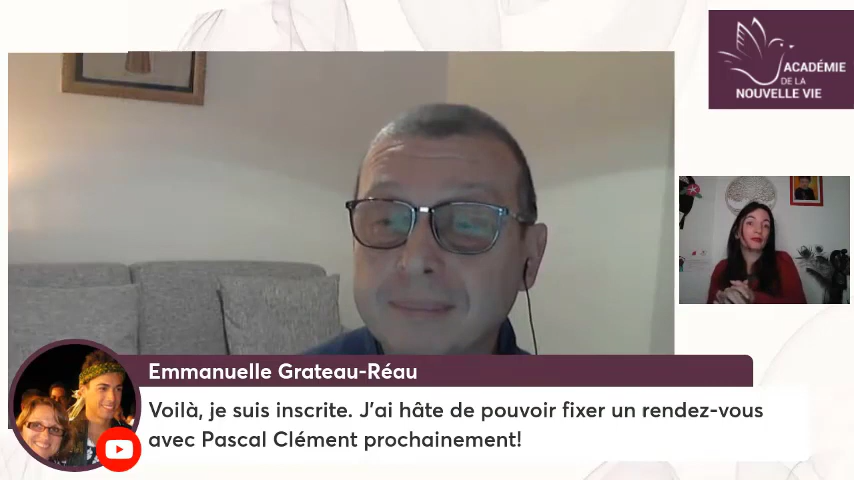 ACADÉMIE
DE LA
NOUVELLE VIE
Emmanuelle Grateau-Réau
Voilà, je suis inscrite. J'ai hâte de pouvoir fixer un rendez-vous
avec Pascal Clément prochainement!